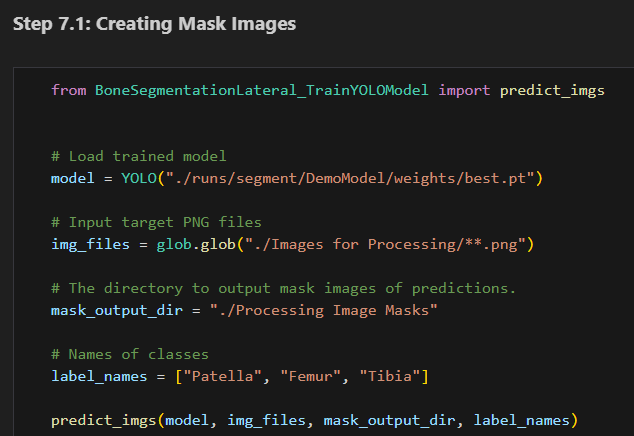 Step 7.1: Creating Mask Images
from BoneSegmentationLateral_TrainYOLOModel import predict_imgs
# Load trained model
model = YOLO("./runs/segment/DemoModel/weights/best.pt")
# Input target PNG files
img_files = glob.glob("./Images for Processing/**.png")
# The directory to output mask images of predictions.
mask_output_dir = "./Processing Image Masks"
# Names of classes
label_names = ["Patella", "Femur", "Tibia"]
predict_imgs(model, img_files, mask_output_dir, label_names)